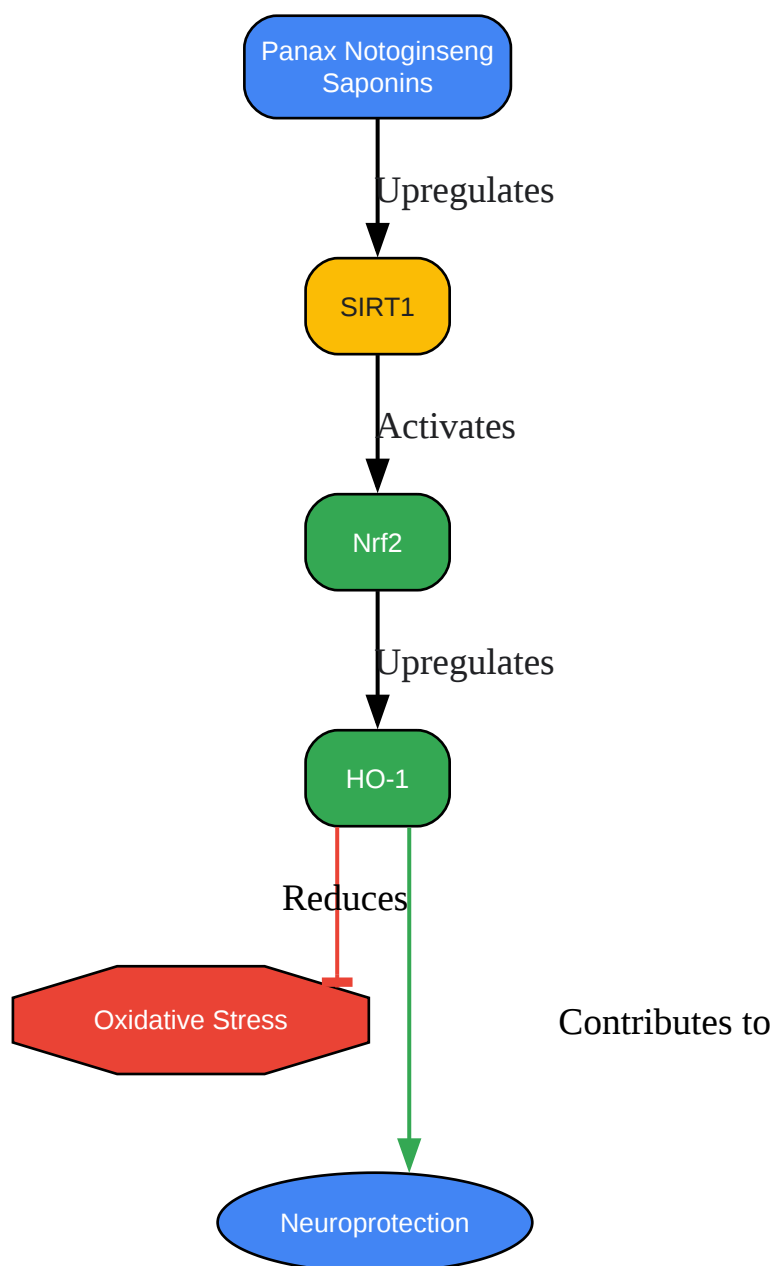 Panax Notoginseng
Saponins
Upregulates
SIRT1
Activates
Nrf2
Upregulates
HO-1
Reduces
Oxidative Stress
Contributes to
Neuroprotection